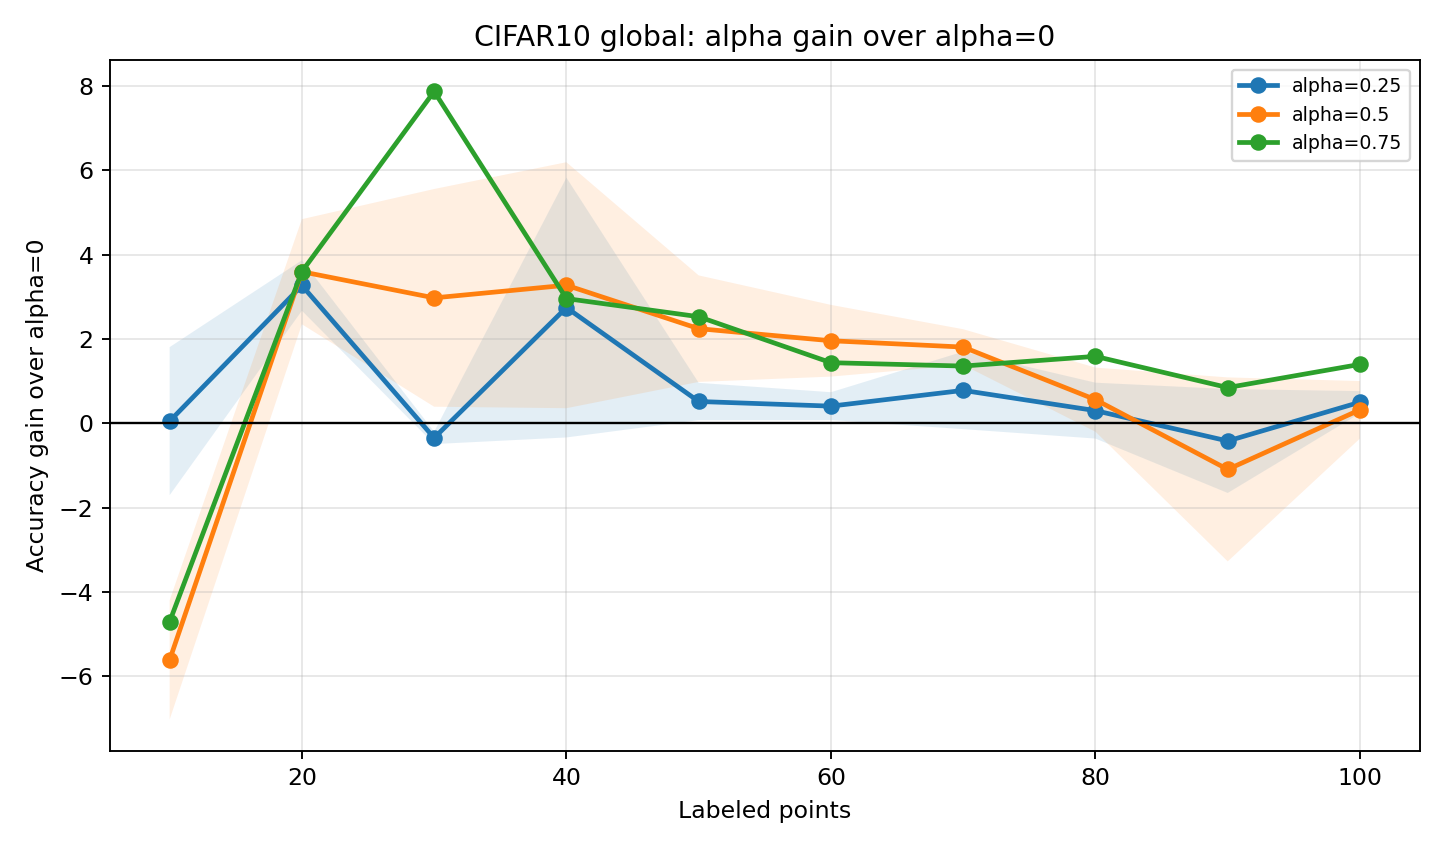 CIFAR10 global: alpha gain over alpha=0
Accuracy gain over alpha=0
8
6
4
2
0
−2
−4
−6
alpha=0.25
alpha=0.5
alpha=0.75
20
40
60
80
100
Labeled points